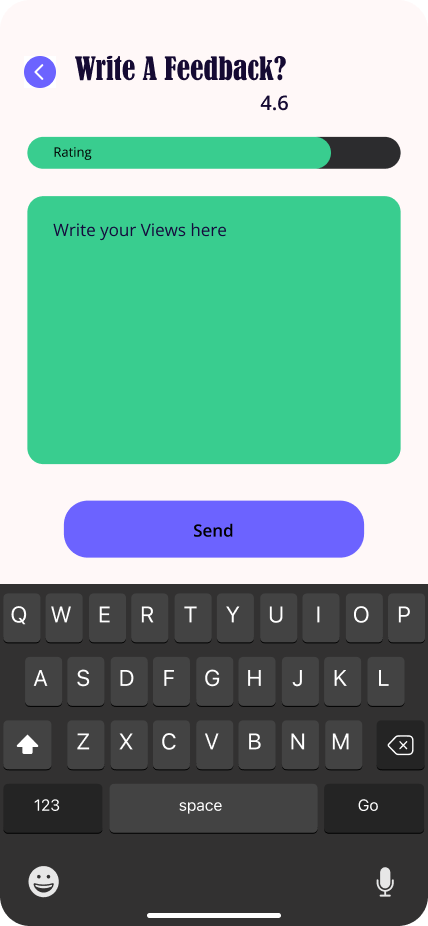 Write A Feedback?
4.6
Rating
Write your Views here
Send
Q W E R T Y U I O P
A S D F G H J K L
Z X C V B N M
123 space Go